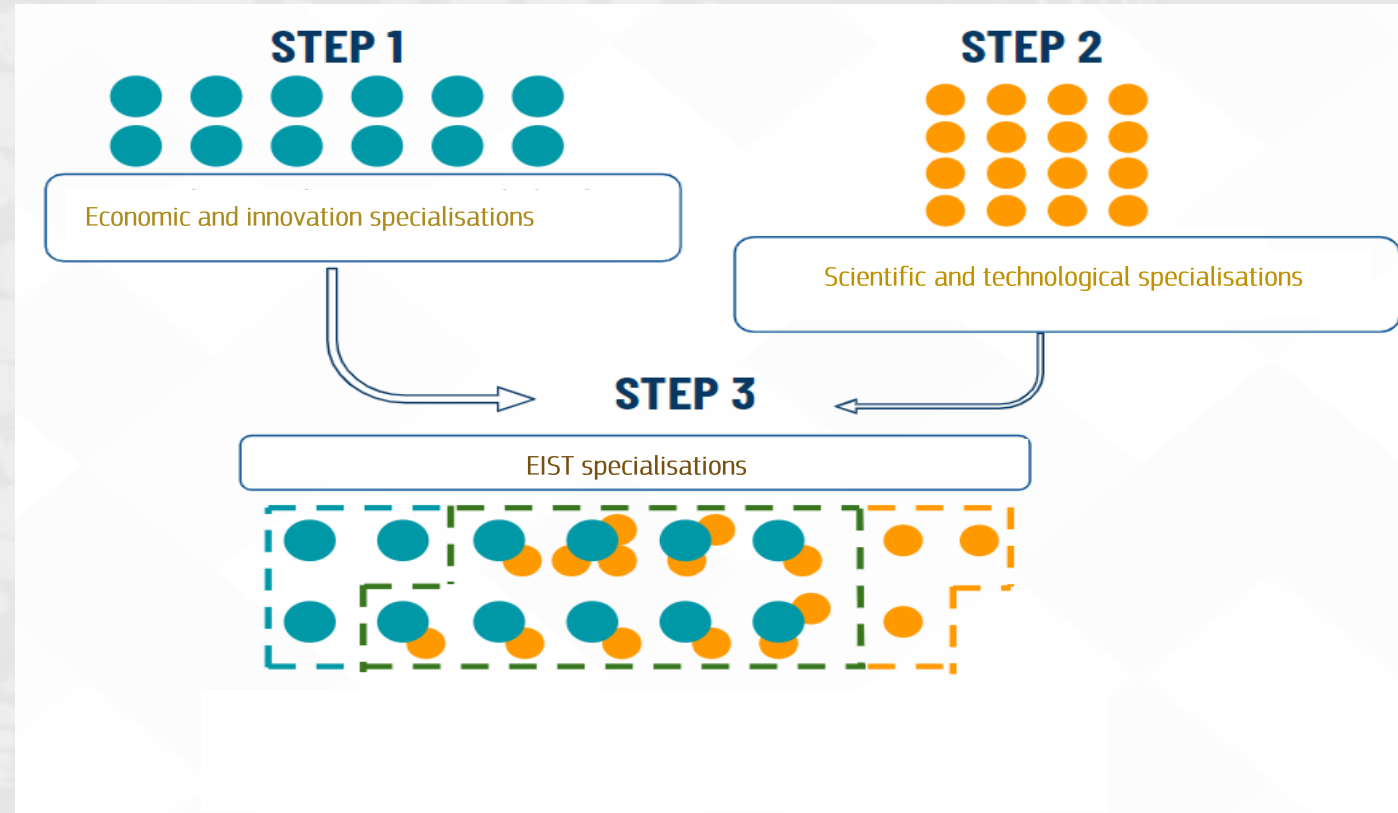 STEP 1
STEP 2
Economic and innovation specialisations
Scientific and technological specialisations
STEP 3
EIST specialisations